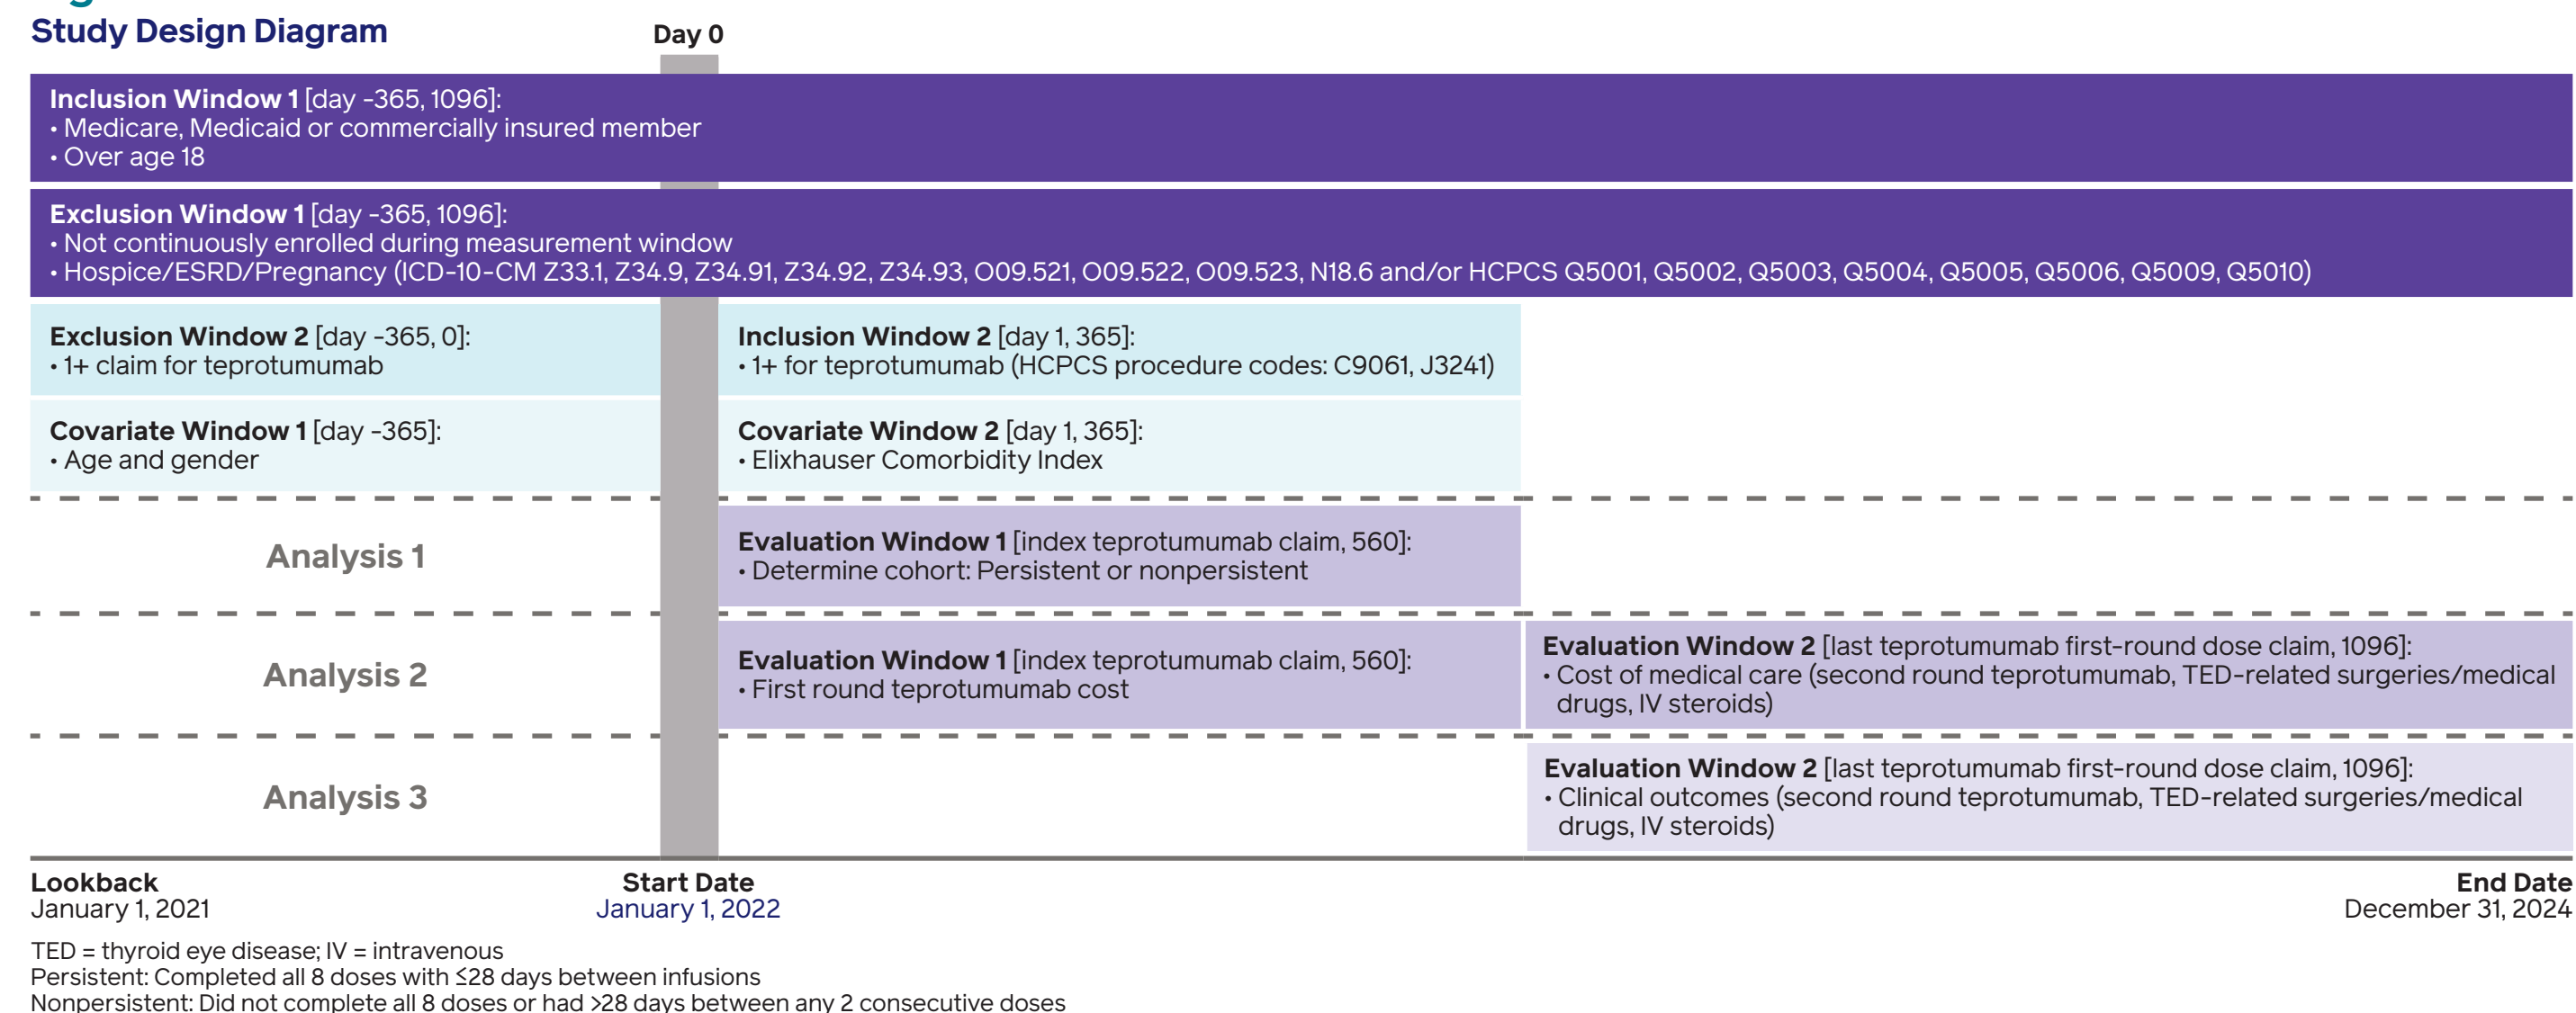 Study Design Diagram
Day 0
Inclusion Window 1 [day -365, 1096]:
• Medicare, Medicaid or commercially insured member
• Over age 18
Exclusion Window 1 [day -365, 1096]:
• Not continuously enrolled during measurement window
• Hospice/ESRD/Pregnancy (ICD-10-CM Z33.1, Z34.9, Z34.91, Z34.92, Z34.93, O09.521, O09.522, O09.523, N18.6 and/or HCPCS Q5001, Q5002, Q5003, Q5004, Q5005, Q5006, Q5009, Q5010)
Exclusion Window 2 [day -365, 0]:
• 1+ claim for teprotumumab
Inclusion Window 2 [day 1, 365]:
• 1+ for teprotumumab (HCPCS procedure codes: C9061, J3241)
Covariate Window 1 [day -365]:
• Age and gender
Covariate Window 2 [day 1, 365]:
• Elixhauser Comorbidity Index
Analysis 1
Evaluation Window 1 [index teprotumumab claim, 560]:
• Determine cohort: Persistent or nonpersistent
Analysis 2
Evaluation Window 1 [index teprotumumab claim, 560]:
• First round teprotumumab cost
Evaluation Window 2 [last teprotumumab first-round dose claim, 1096]:
• Cost of medical care (second round teprotumumab, TED-related surgeries/medical
drugs, IV steroids)
Analysis 3
Evaluation Window 2 [last teprotumumab first-round dose claim, 1096]:
• Clinical outcomes (second round teprotumumab, TED-related surgeries/medical
drugs, IV steroids)
Lookback
January 1, 2021
Start Date
January 1, 2022
End Date
December 31, 2024
TED = thyroid eye disease; IV = intravenous
Persistent: Completed all 8 doses with ≤28 days between infusions
Nonpersistent: Did not complete all 8 doses or had >28 days between any 2 consecutive doses